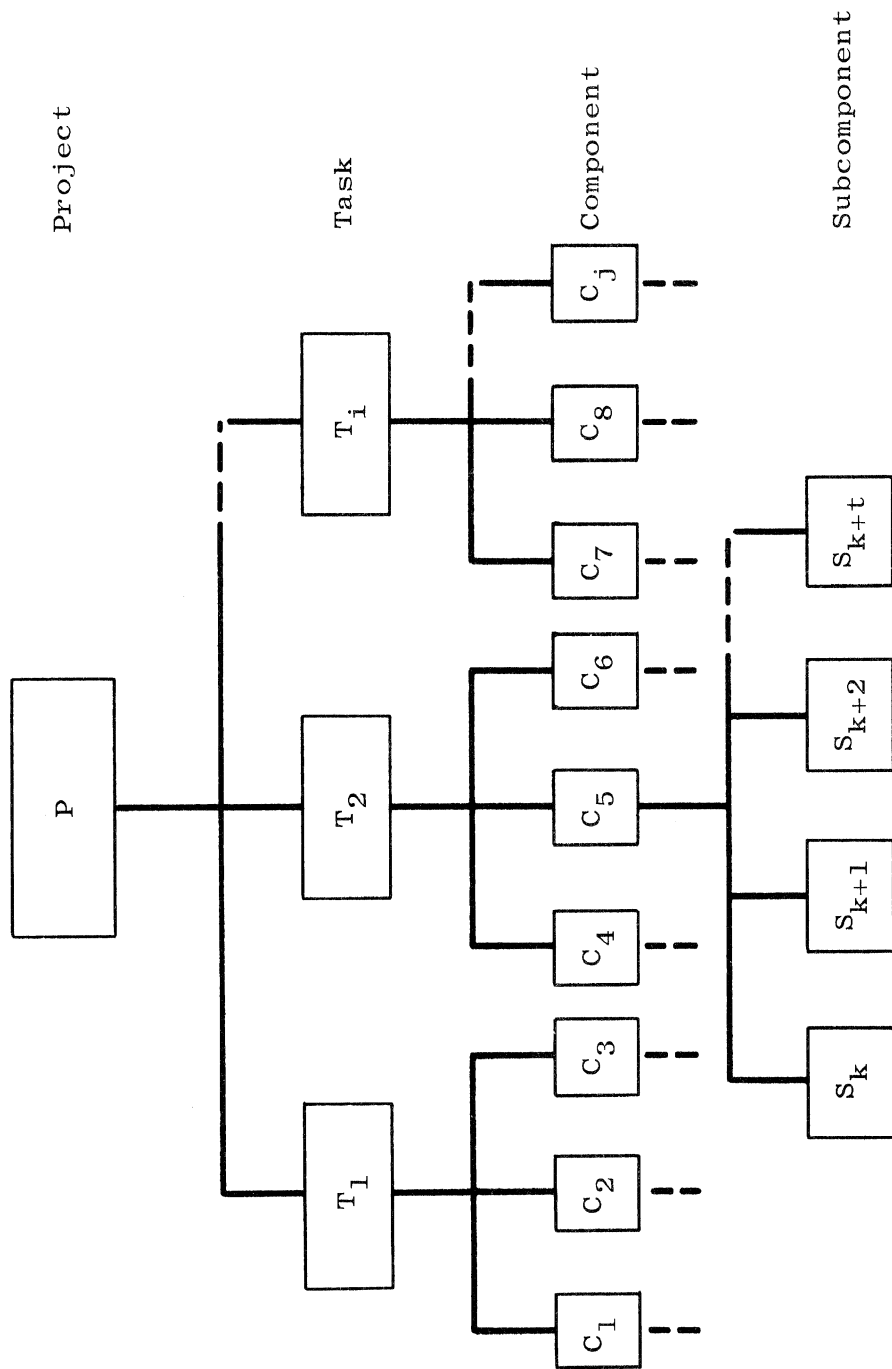 P Project
T₁ T₂ Tᵢ Task
C₁ C₂ C₃ C₄ C₅ C₆ C₇ C₈ Cⱼ Component
Sₖ Sₖ₊₁ Sₖ₊₂ Sₖ₊ₜ Subcomponent